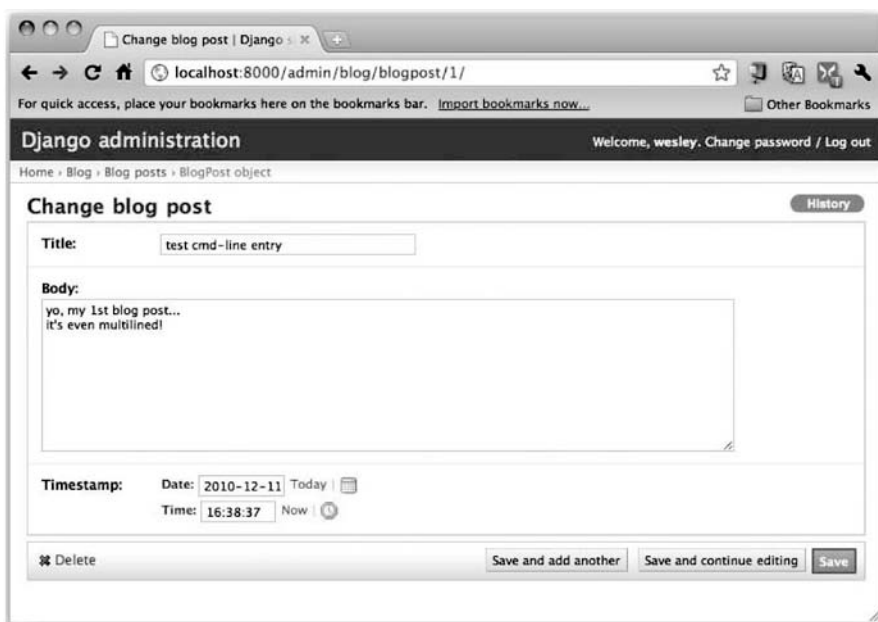 Change blog post | Django s
localhost:8000/admin/blog/blogpost/1/
For quick access, place your bookmarks here on the bookmarks bar. Import bookmarks now...
Other Bookmarks
Django administration
Welcome, wesley. Change password / Log out
Home › Blog › Blog posts › BlogPost object
Change blog post
History
Title: test cmd-line entry
Body:
yo, my 1st blog post...
it's even multilined!
Timestamp: Date: 2010-12-11 Today |
Time: 16:38:37 Now |
Delete
Save and add another
Save and continue editing
Save